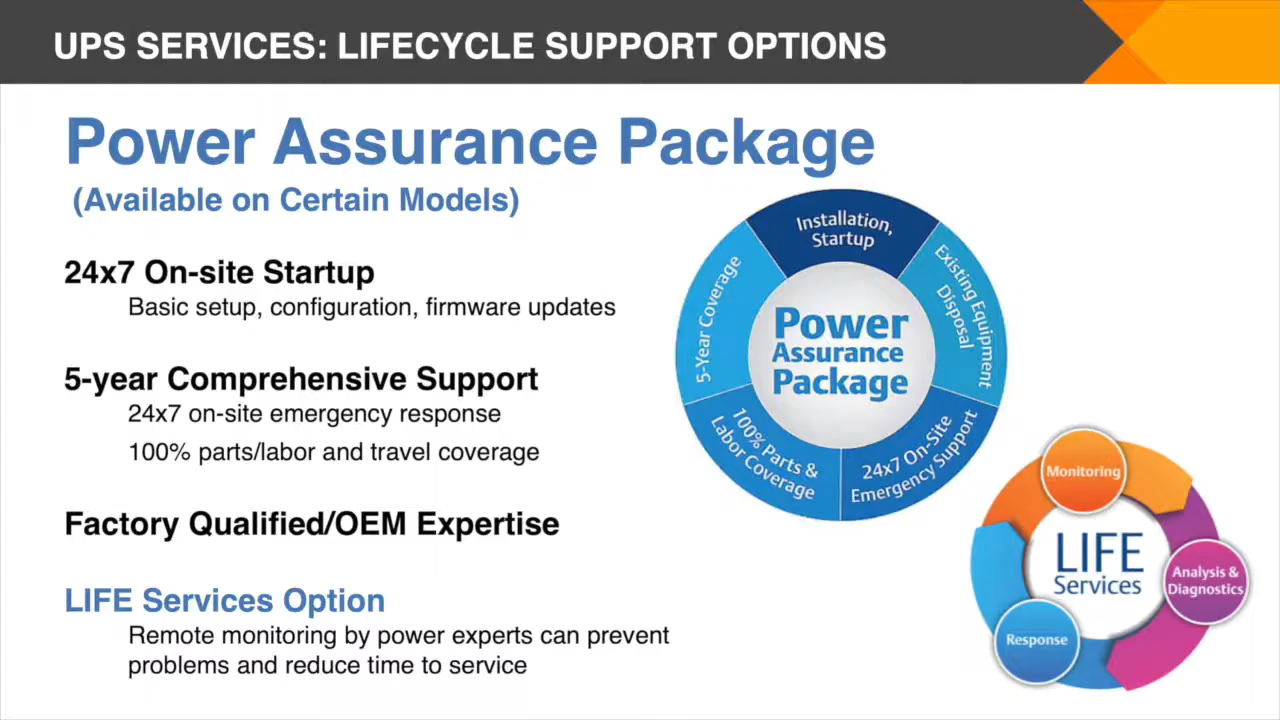 UPS SERVICES: LIFECYCLE SUPPORT OPTIONS
Power Assurance Package
(Available on Certain Models)
24x7 On-site Startup
Basic setup, configuration, firmware updates
5-year Comprehensive Support
24x7 on-site emergency response
100% parts/labor and travel coverage
Factory Qualified/OEM Expertise
LIFE Services Option
Remote monitoring by power experts can prevent
problems and reduce time to service
Installation,
Startup
Existing Equipment
Disposal
24x7 On-Site
Emergency Support
100% Parts &
Labor Coverage
5-Year Coverage
Power
Assurance
Package
Monitoring
Analysis &
Diagnostics
Response
LIFE
Services